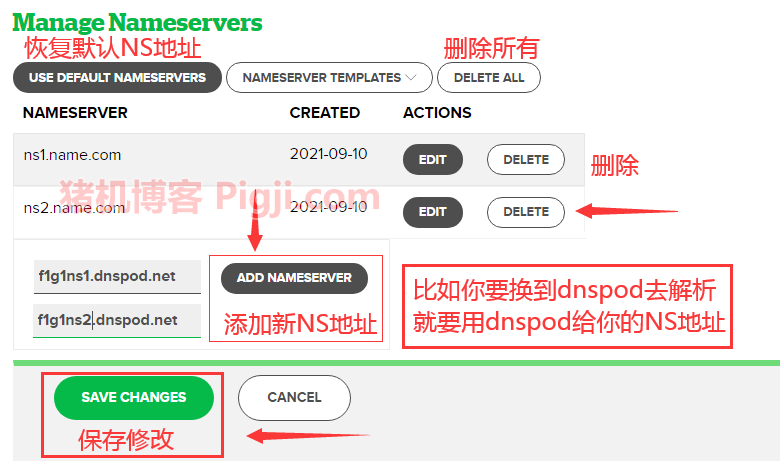 Manage Nameservers
恢复默认NS地址
删除所有
USE DEFAULT NAMESERVERS
NAMESERVER TEMPLATES
DELETE ALL
NAMESERVER CREATED ACTIONS
ns1.name.com 2021-09-10 EDIT DELETE
删除
猪机博客 Pigji.com
ns2.name.com 2021-09-10 EDIT DELETE
f1g1ns1.dnspod.net
ADD NAMESERVER
f1g1ns2.dnspod.net
添加新NS地址
比如你要换到dnspod去解析
就要用dnspod给你的NS地址
SAVE CHANGES
CANCEL
保存修改